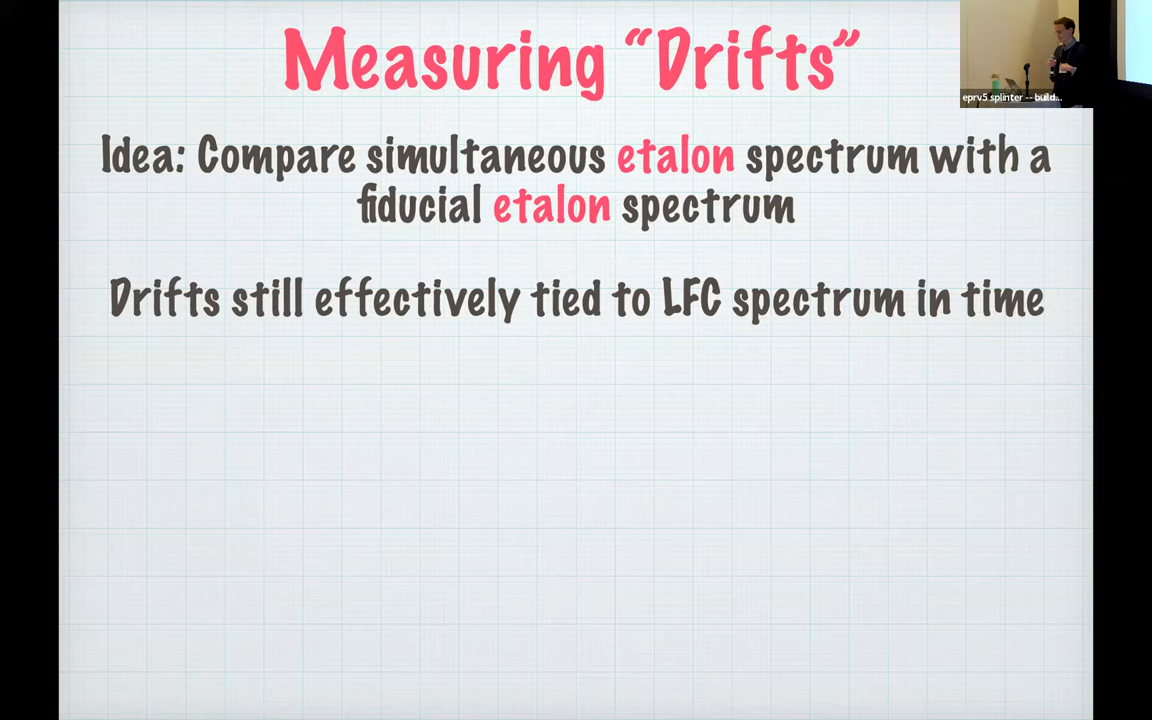 Measuring “Drifts”
eprv5 splinter -- build...
Idea: Compare simultaneous etalon spectrum with a
fiducial etalon spectrum
Drifts still effectively tied to LFC spectrum in time